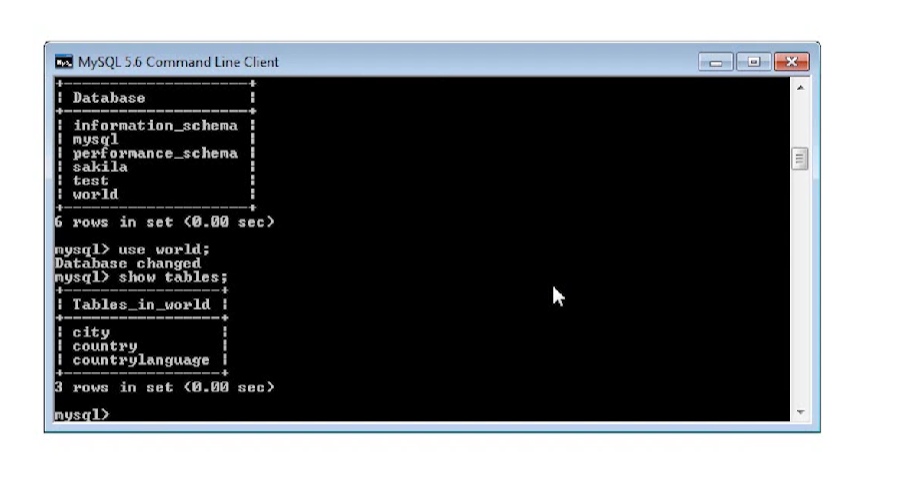 MySQL 5.6 Command Line Client
+--------------------+
| Database           |
+--------------------+
| information_schema |
| mysql              |
| performance_schema |
| sakila             |
| test               |
| world              |
+--------------------+
6 rows in set (0.00 sec)
mysql> use world;
Database changed
mysql> show tables;
+-----------------+
| Tables_in_world |
+-----------------+
| city            |
| country         |
| countrylanguage |
+-----------------+
3 rows in set (0.00 sec)
mysql>